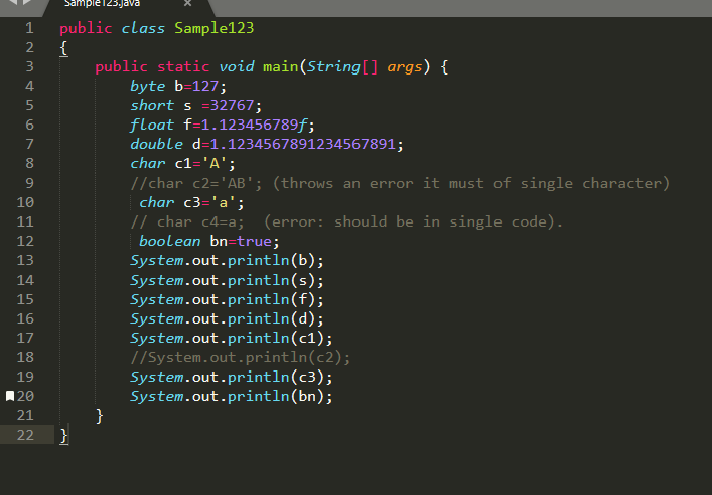 Sample123.java ×
1 public class Sample123
2 {
3 public static void main(String[] args) {
4 byte b=127;
5 short s =32767;
6 float f=1.123456789f;
7 double d=1.1234567891234567891;
8 char c1='A';
9 //char c2='AB'; (throws an error it must of single character)
10 char c3='a';
11 // char c4=a; (error: should be in single code).
12 boolean bn=true;
13 System.out.println(b);
14 System.out.println(s);
15 System.out.println(f);
16 System.out.println(d);
17 System.out.println(c1);
18 //System.out.println(c2);
19 System.out.println(c3);
20 System.out.println(bn);
21 }
22 }